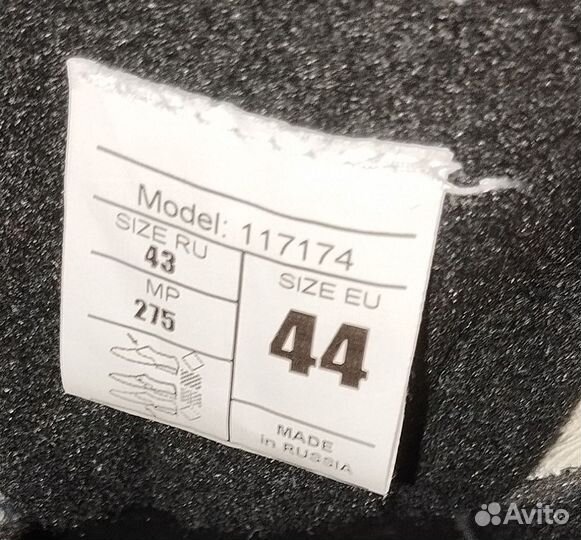 Model: 117174
SIZE RU
43
MP
275
SIZE EU
44
MADE
in RUSSIA
Avito